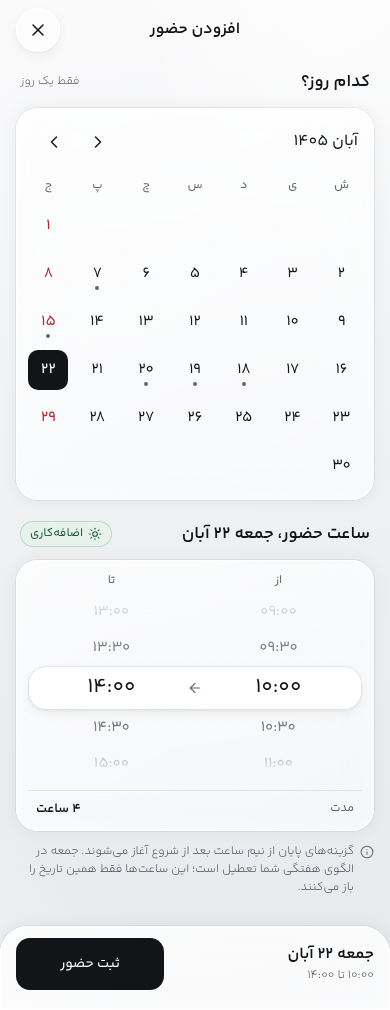 افزودن حضور
کدام روز؟
فقط یک روز
آبان ۱۴۰۵
ش ی د س چ پ ج
۱
۲ ۳ ۴ ۵ ۶ ۷ ۸
۹ ۱۰ ۱۱ ۱۲ ۱۳ ۱۴ ۱۵
۱۶ ۱۷ ۱۸ ۱۹ ۲۰ ۲۱ ۲۲
۲۳ ۲۴ ۲۵ ۲۶ ۲۷ ۲۸ ۲۹
۳۰
ساعت حضور، جمعه ۲۲ آبان
اضافه‌کاری
از تا
۰۹:۰۰ ۱۳:۰۰
۰۹:۳۰ ۱۳:۳۰
۱۰:۰۰ ← ۱۴:۰۰
۱۰:۳۰ ۱۴:۳۰
۱۱:۰۰ ۱۵:۰۰
مدت ۴ ساعت
گزینه‌های پایان از نیم ساعت بعد از شروع آغاز می‌شوند. جمعه در
الگوی هفتگی شما تعطیل است؛ این ساعت‌ها فقط همین تاریخ را
باز می‌کنند.
جمعه ۲۲ آبان
۱۰:۰۰ تا ۱۴:۰۰
ثبت حضور